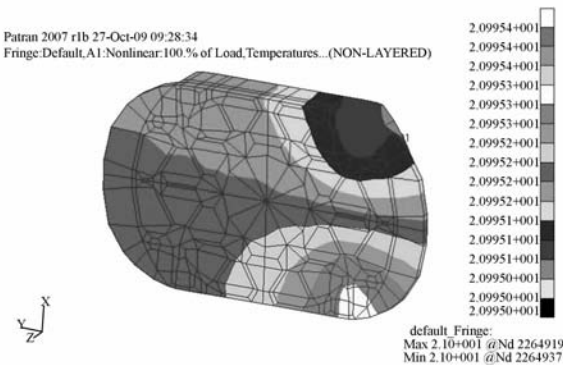 Patran 2007 r1b 27-Oct-09 09:28:34
Fringe:Default,A1:Nonlinear:100.% of Load,Temperatures...(NON-LAYERED)
2.09954+001
2.09954+001
2.09954+001
2.09953+001
2.09953+001
2.09953+001
2.09952+001
2.09952+001
2.09952+001
2.09951+001
2.09951+001
2.09951+001
2.09950+001
2.09950+001
2.09950+001
X
Y
Z
default_Fringe:
Max 2.10+001 @Nd 2264919
Min 2.10+001 @Nd 2264937